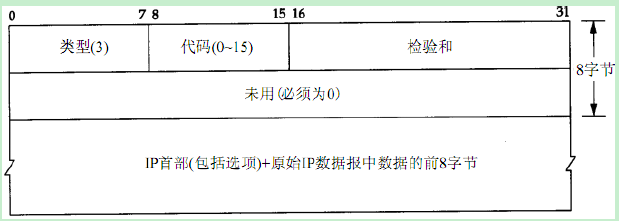 0 7 8 15 16 31
类型(3) 代码(0~15) 检验和
8字节
未用(必须为0)
IP首部(包括选项)+原始IP数据报中数据的前8字节